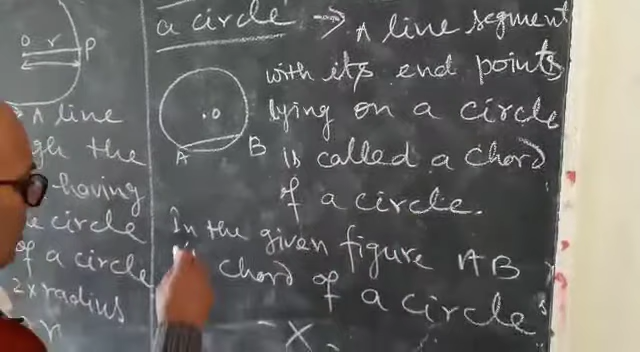 O r P
A line
the
having
circle
of a circle
2 x radius
r
a circle → A line segment
with its end points
lying on a circle
is called a chord
of a circle.
O
A B
In the given figure AB
chord of a circle
- X -